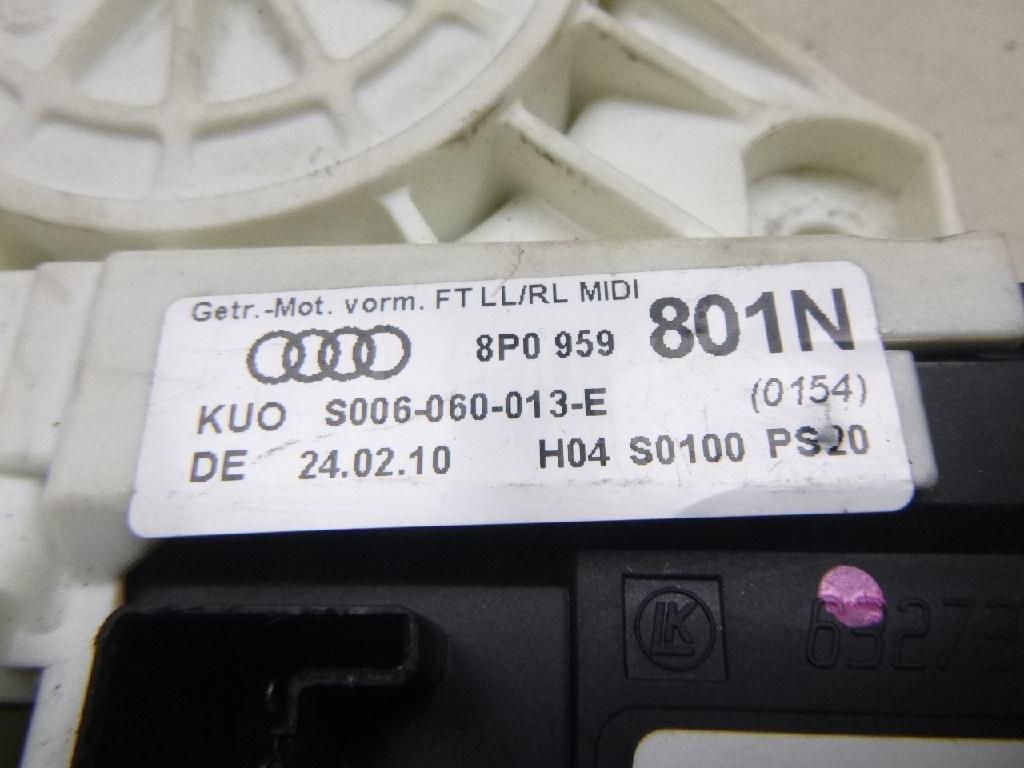 Getr.-Mot. vorm. FT LL/RL MIDI
8P0 959 801N
KUO S006-060-013-E (0154)
DE 24.02.10 H04 S0100 PS20
LK